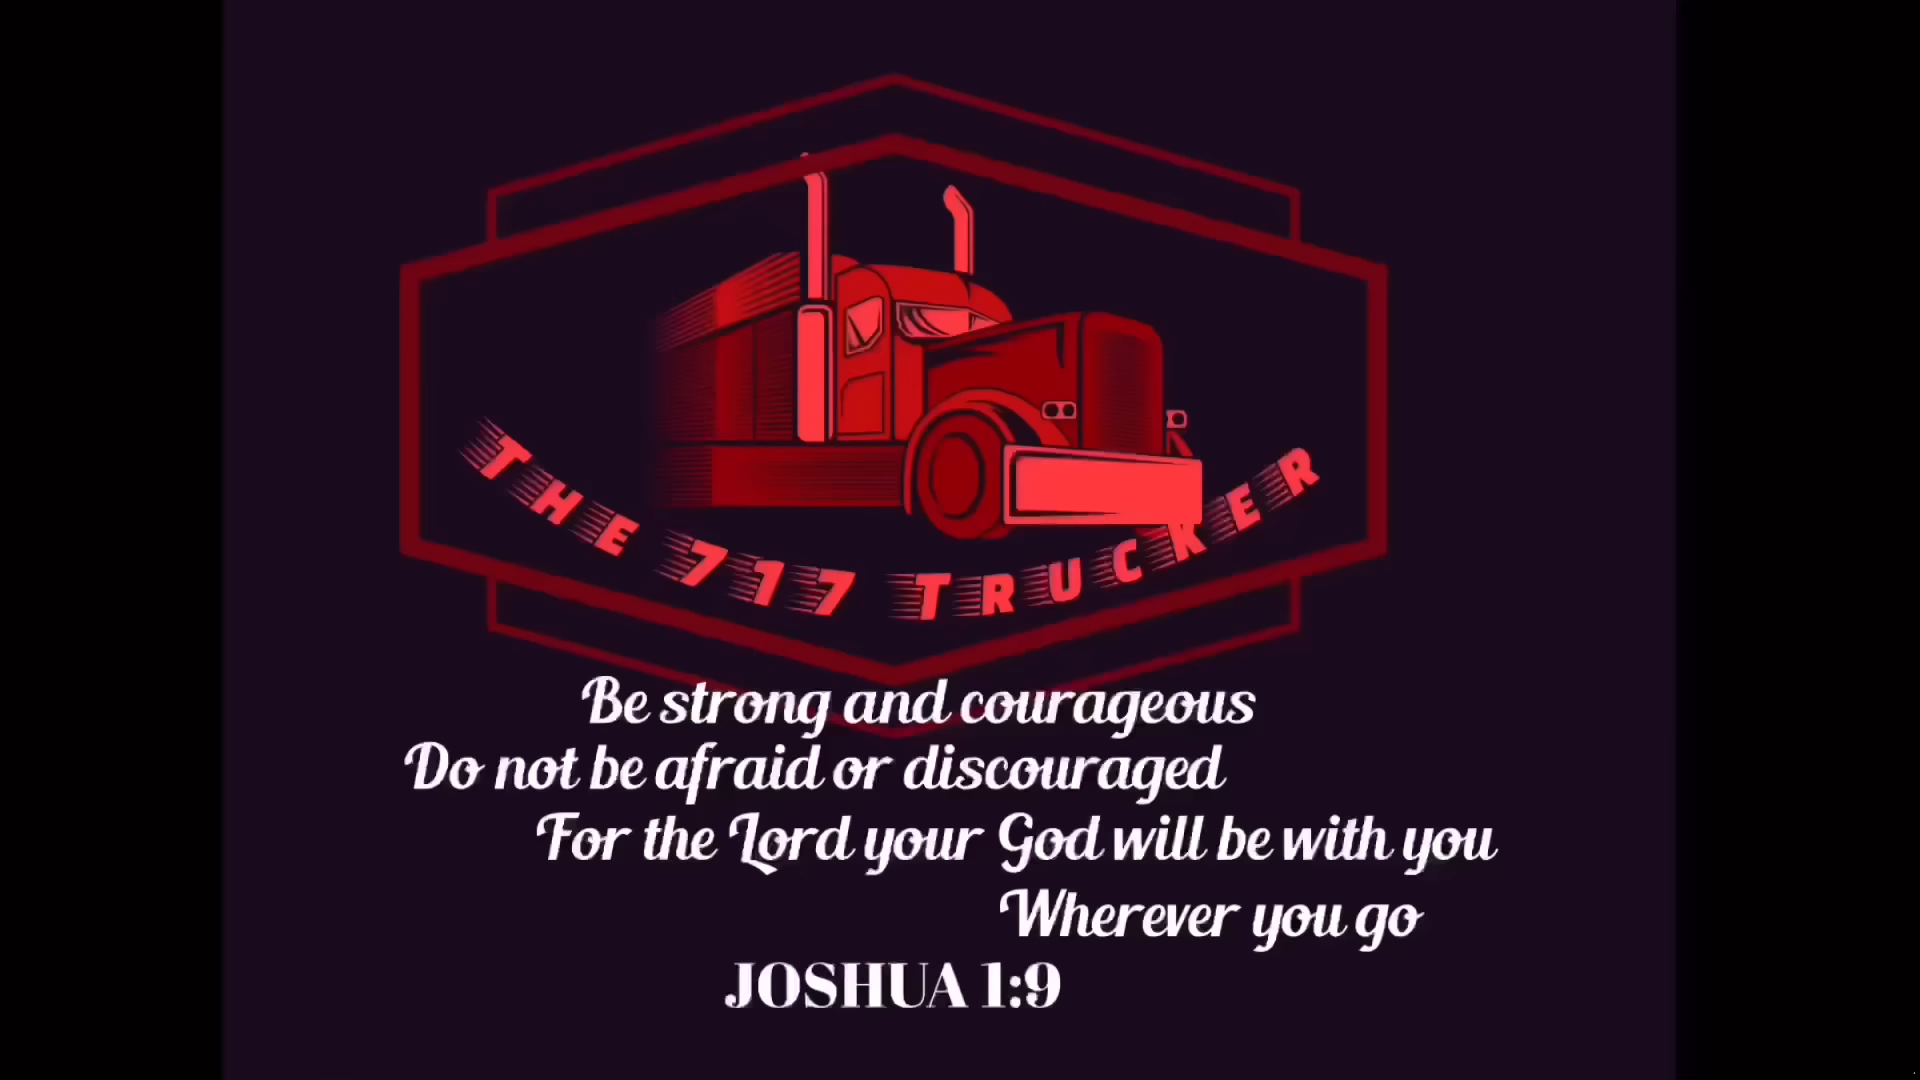 THE 717 TRUCKER
Be strong and courageous
Do not be afraid or discouraged
For the Lord your God will be with you
Wherever you go
JOSHUA 1:9